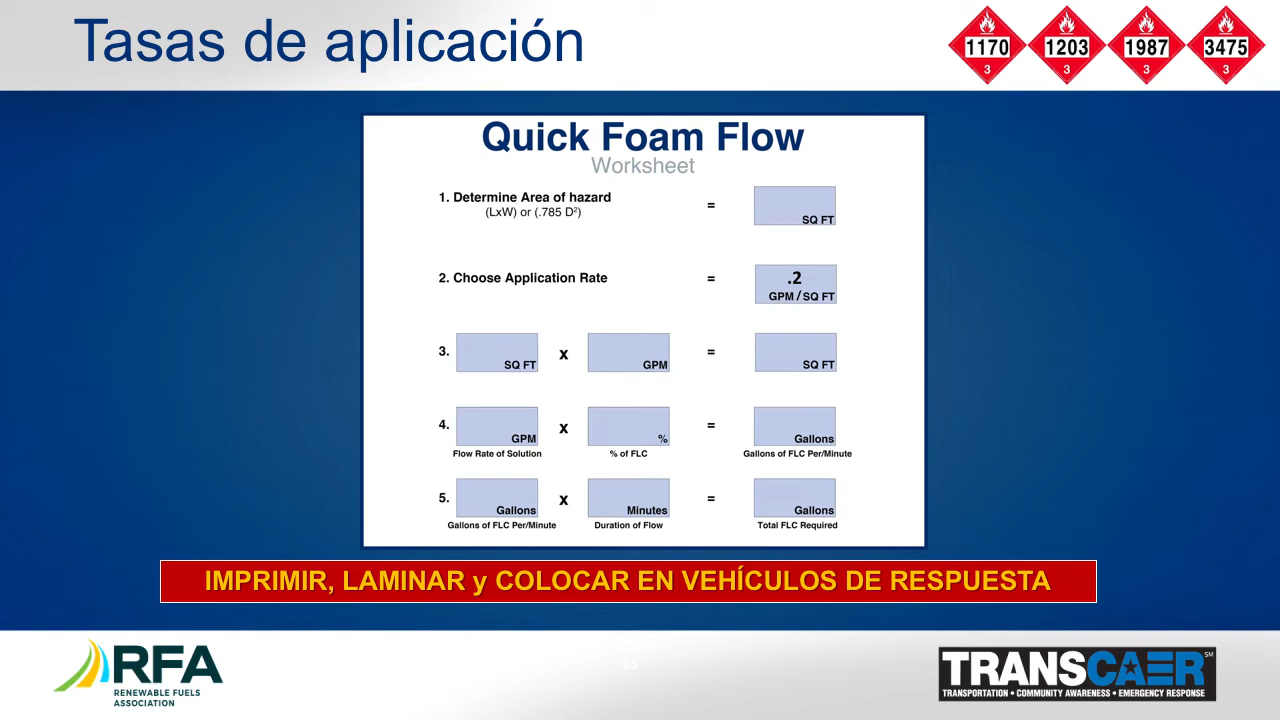 Tasas de aplicación
1170 1203 1987 3475
3 3 3 3
Quick Foam Flow
Worksheet
1. Determine Area of hazard =
(LxW) or (.785 D²)
SQ FT
2. Choose Application Rate = .2
GPM / SQ FT
3. SQ FT x GPM = SQ FT
4. GPM x % = Gallons
Flow Rate of Solution % of FLC Gallons of FLC Per/Minute
5. Gallons x Minutes = Gallons
Gallons of FLC Per/Minute Duration of Flow Total FLC Required
IMPRIMIR, LAMINAR y COLOCAR EN VEHÍCULOS DE RESPUESTA
33
RFA
RENEWABLE FUELS
ASSOCIATION
TRANSCAER SM
TRANSPORTATION • COMMUNITY AWARENESS • EMERGENCY RESPONSE